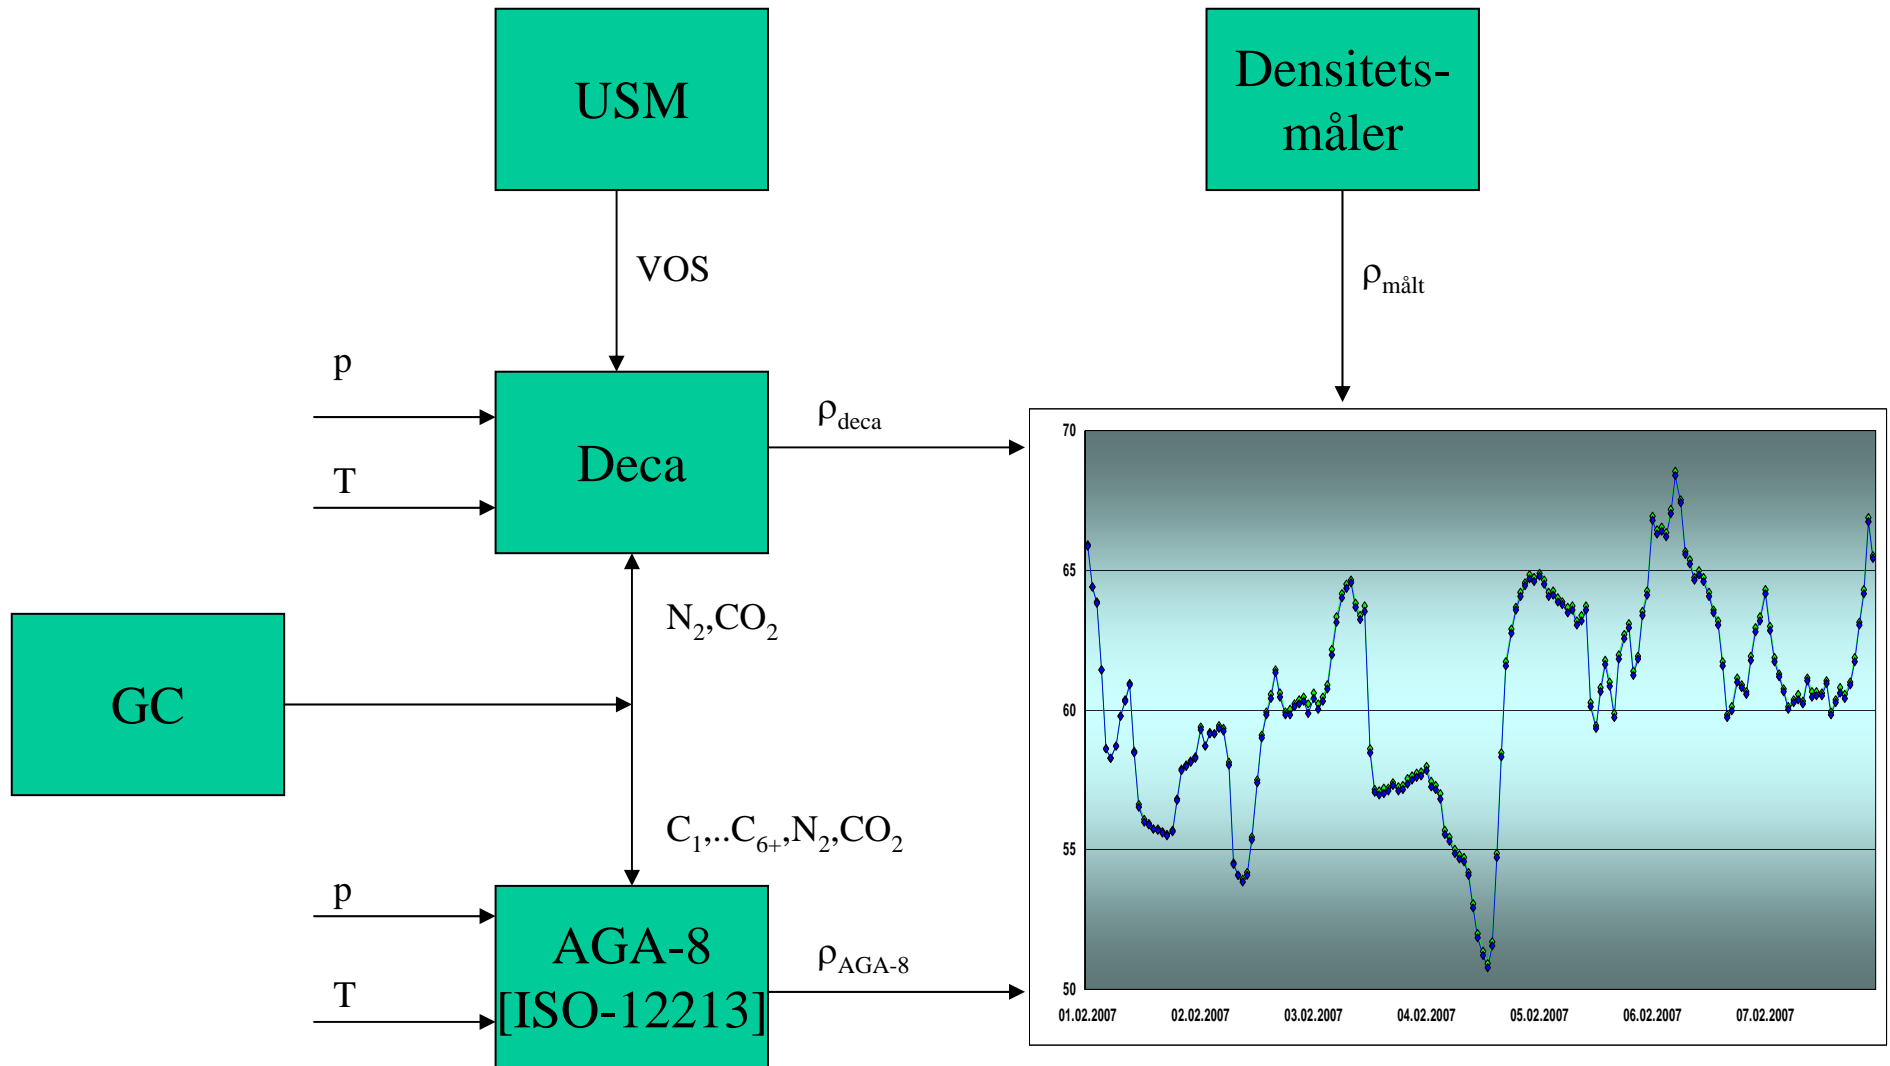 USM
Densitets-
måler
VOS
ρmålt
p
T
Deca
ρdeca
N2,CO2
GC
C1,..C6+,N2,CO2
p
T
AGA-8
[ISO-12213]
ρAGA-8
70
65
60
55
50
01.02.2007 02.02.2007 03.02.2007 04.02.2007 05.02.2007 06.02.2007 07.02.2007